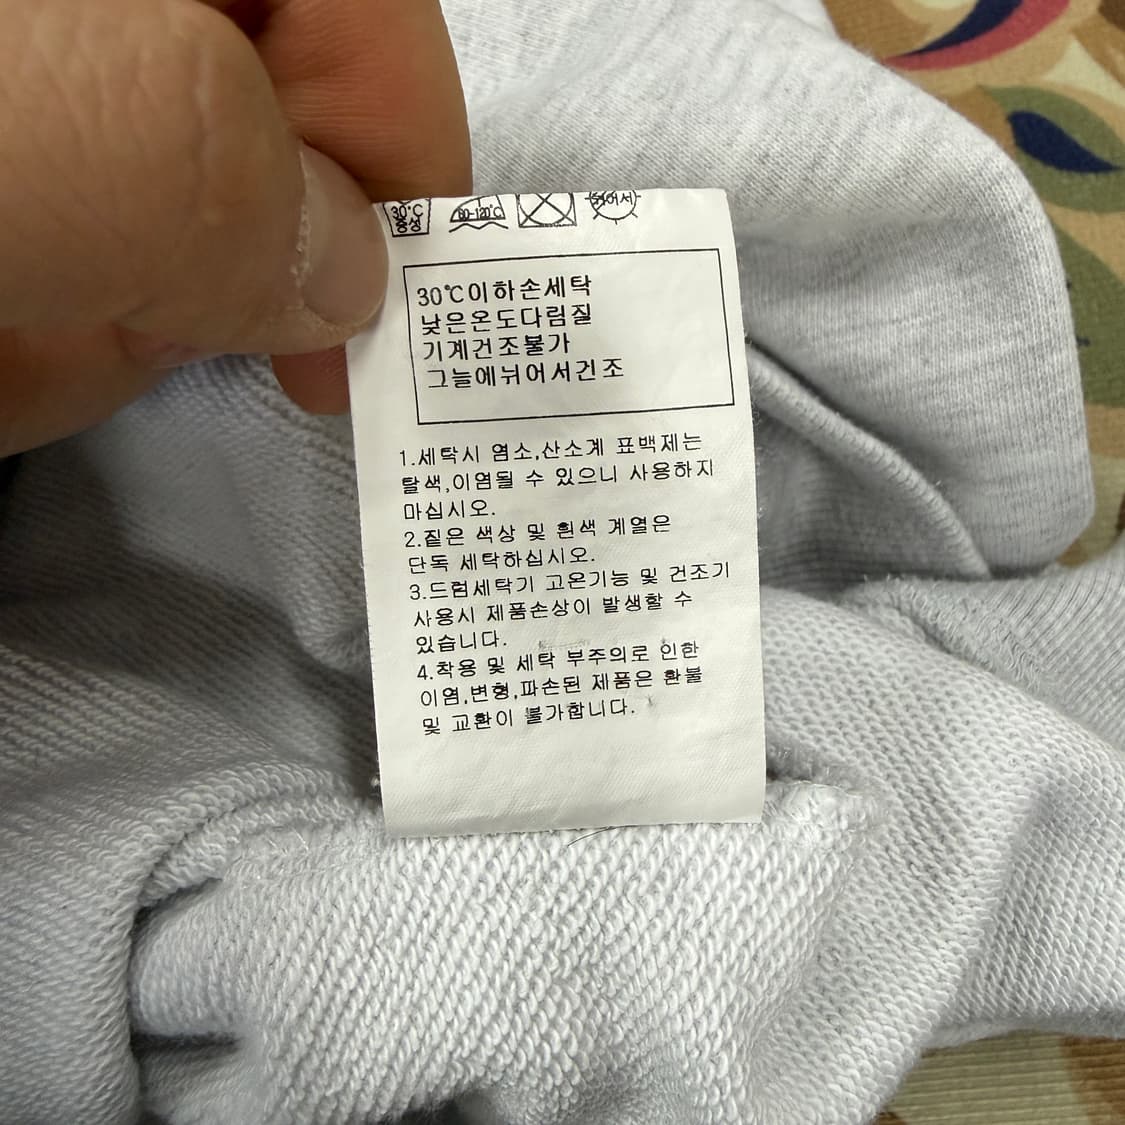 30°C
중성
80-120°C
뉘어서
30℃이하손세탁
낮은온도다림질
기계건조불가
그늘에뉘어서건조
1.세탁시 염소,산소계 표백제는
탈색,이염될 수 있으니 사용하지
마십시오.
2.짙은 색상 및 흰색 계열은
단독 세탁하십시오.
3.드럼세탁기 고온기능 및 건조기
사용시 제품손상이 발생할 수
있습니다.
4.착용 및 세탁 부주의로 인한
이염,변형,파손된 제품은 환불
및 교환이 불가합니다.